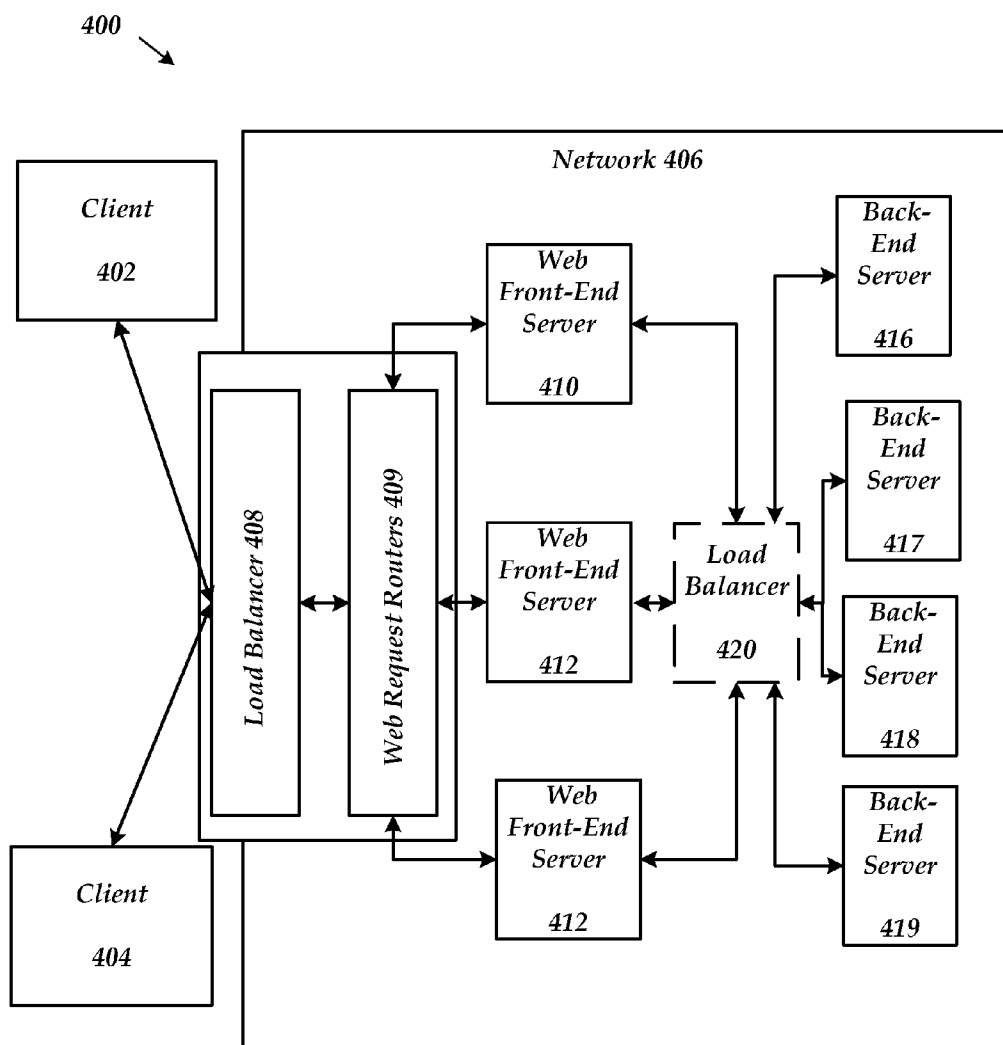 400
Network 406
Client
402
Web
Front-End
Server
410
Back-
End
Server
416
Load Balancer 408
Web Request Routers 409
Web
Front-End
Server
412
Load
Balancer
420
Back-
End
Server
417
Back-
End
Server
418
Client
404
Web
Front-End
Server
412
Back-
End
Server
419